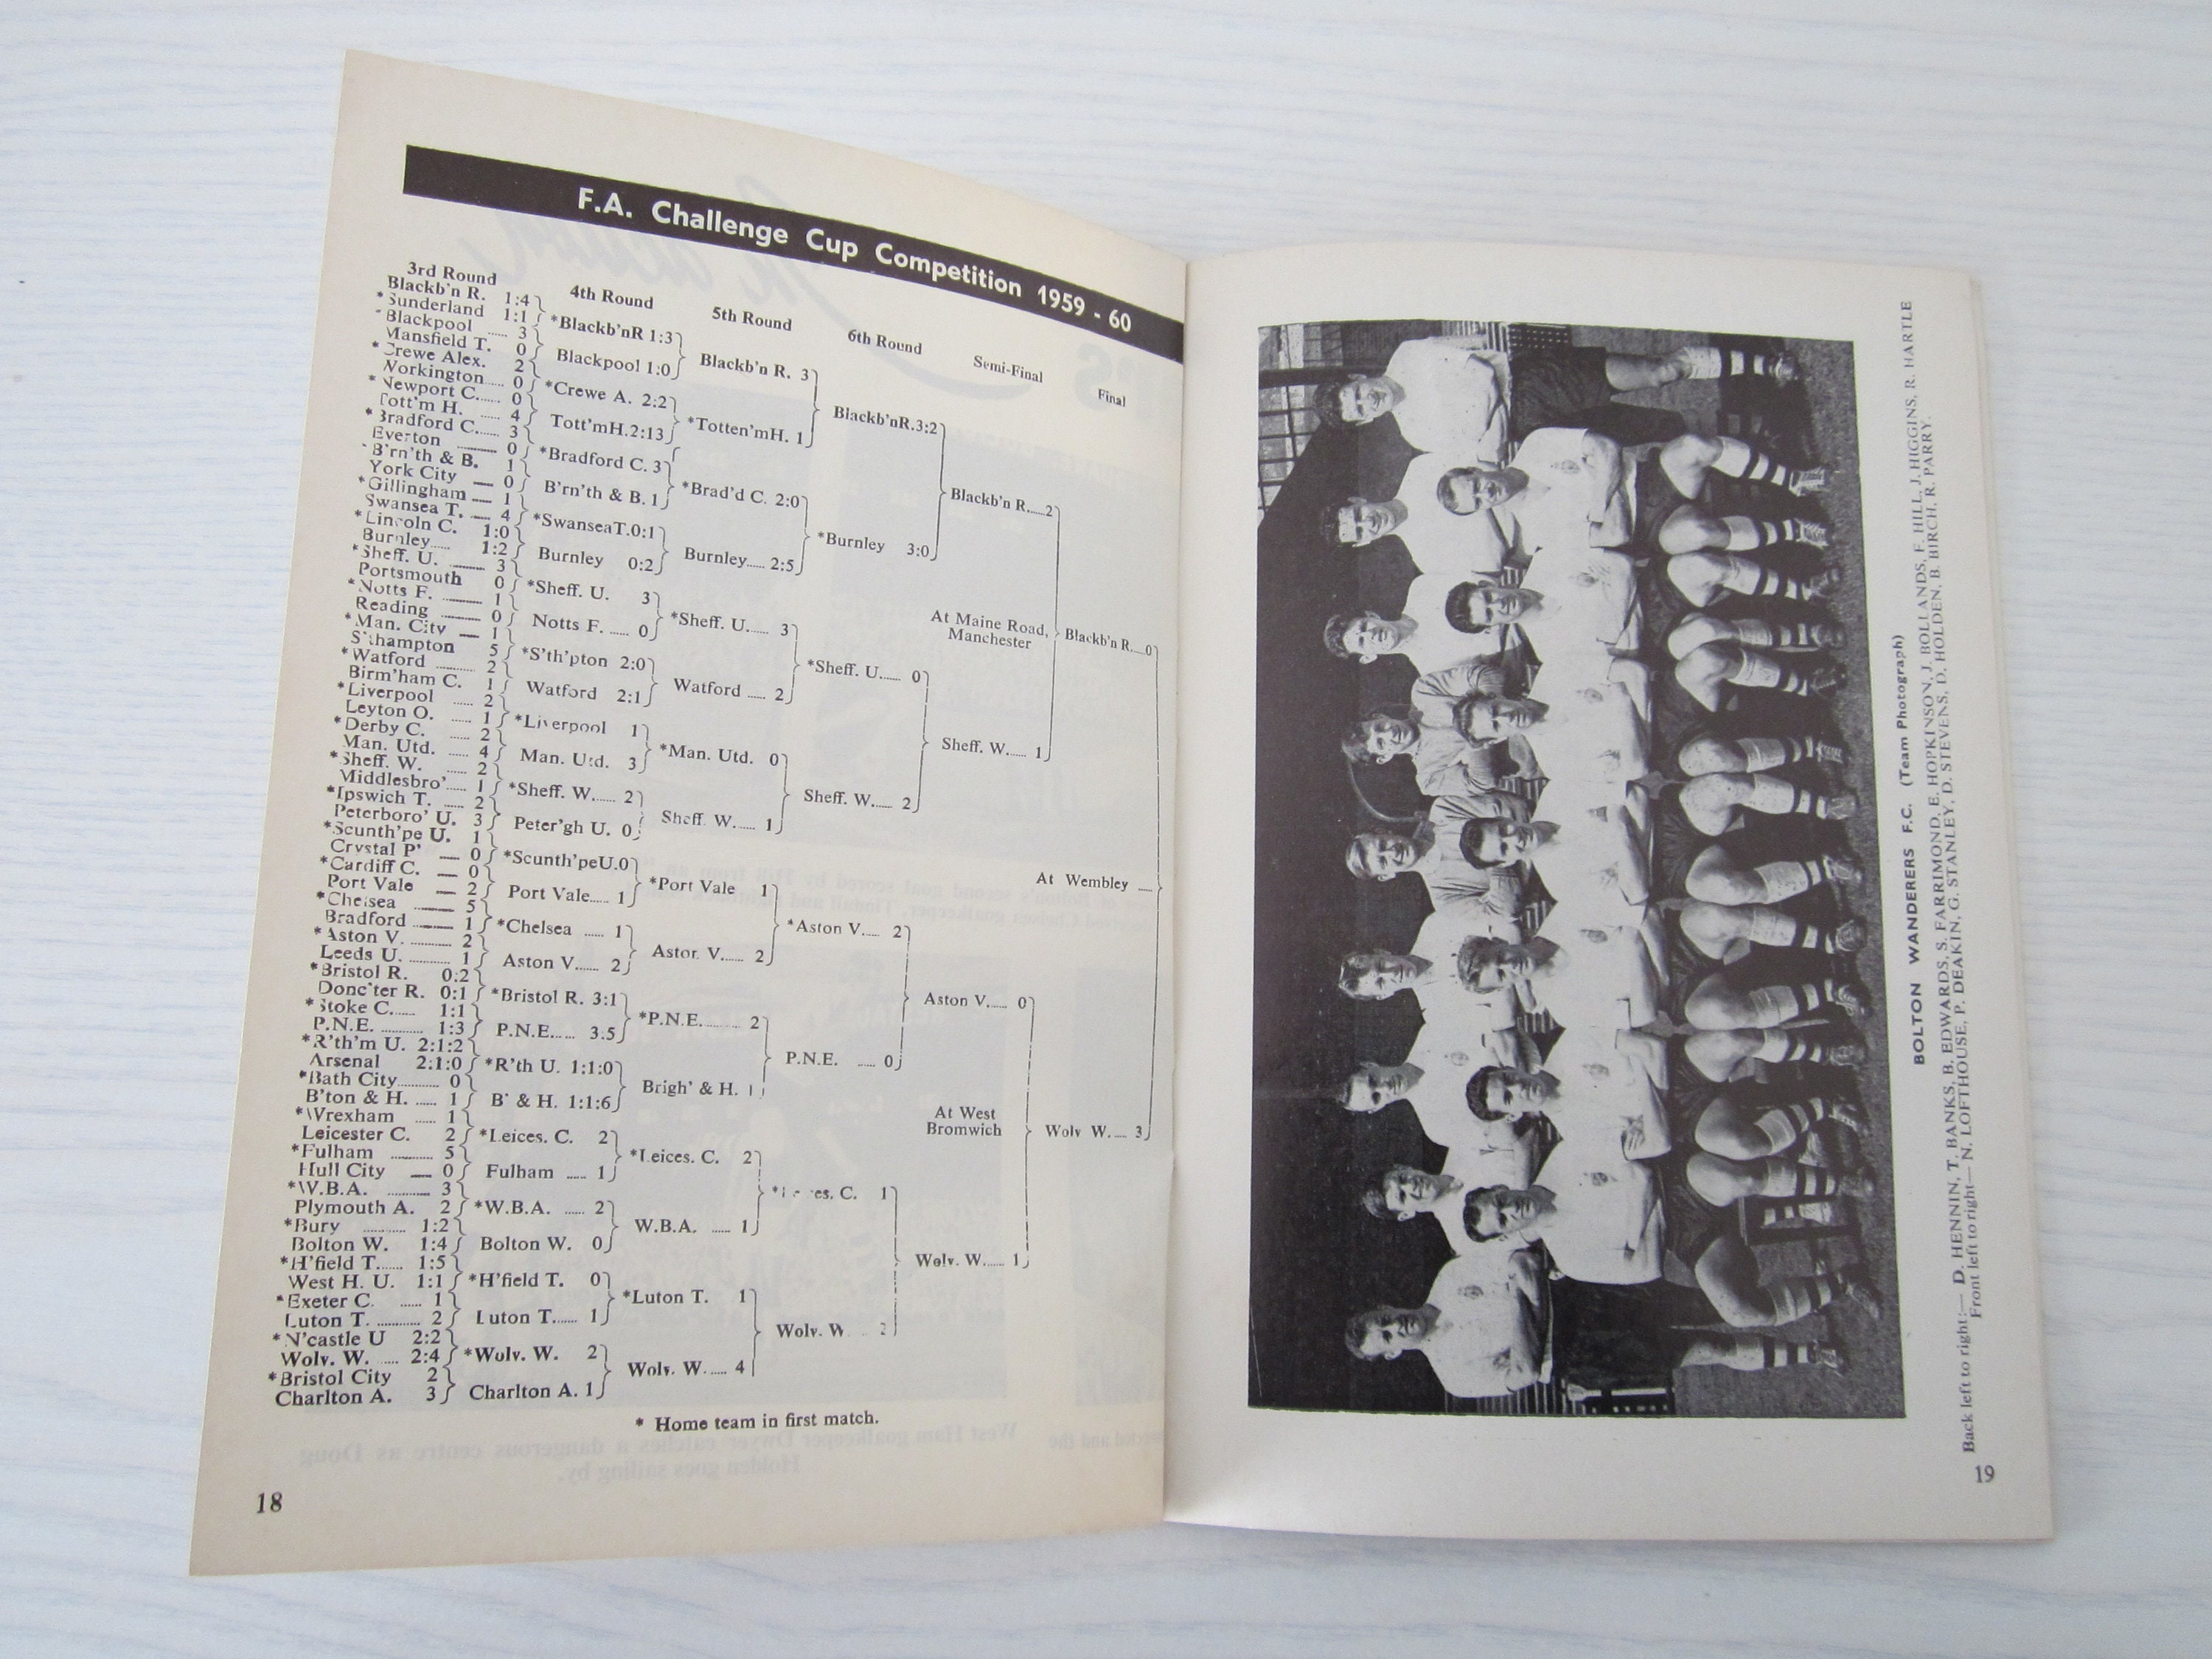 F.A. Challenge Cup Competition 1959 - 60
3rd Round
Blackb'n R. 1:4
*Sunderland 1:1
*Blackpool ...... 3
Mansfield T. 0
*Crewe Alex. 2
Workington..... 0
*Newport C...... 0
Tott'm H. ...... 4
*Bradford C...... 3
Everton ........ 0
*B'rn'th & B. 1
York City ... 0
*Gillingham .... 1
Swansea T. .... 4
*Lincoln C. 1:0
Burnley..... 1:2
*Sheff. U. ........ 3
Portsmouth 0
*Notts F. ........ 1
Reading ........ 0
*Man. City .... 1
S'thampton 5
*Watford .......... 2
Birm'ham C. 1
*Liverpool ...... 2
Leyton O. ...... 1
*Derby C. ...... 2
Man. Utd. ...... 4
*Sheff. W. ...... 2
Middlesbro'..... 1
*Ipswich T. ...... 2
Peterboro' U. 3
*Scunth'pe U. 1
Crystal P' .... 0
*Cardiff C. .... 0
Port Vale .... 2
*Chelsea ........ 5
Bradford ........ 1
*Aston V. .......... 2
Leeds U. .......... 1
*Bristol R. 0:2
Donc'ter R. 0:1
*Stoke C...... 1:1
P.N.E. .......... 1:3
*R'th'm U. 2:1:2
Arsenal 2:1:0
*Bath City.......... 0
B'ton & H. ...... 1
*Wrexham ...... 1
Leicester C. 2
*Fulham .......... 5
Hull City .... 0
*W.B.A. .......... 3
Plymouth A. 2
*Bury .......... 1:2
Bolton W. 1:4
*H'field T...... 1:5
West H. U. 1:1
*Exeter C. ...... 1
Luton T. .......... 2
*N'castle U 2:2
Wolv. W. ..... 2:4
*Bristol City 2
Charlton A. 3
4th Round
*Blackb'nR 1:3
Blackpool 1:0
*Crewe A. 2:2
Tott'mH.2:13
*Bradford C. 3
B'rn'th & B. 1
*SwanseaT.0:1
Burnley 0:2
*Sheff. U. 3
Notts F. ...... 0
*S'th'pton 2:0
Watford 2:1
*Liverpool 1
Man. Utd. 3
*Sheff. W...... 2
Peter'gh U. 0
*Scunth'peU.0
Port Vale..... 1
*Chelsea ...... 1
Aston V...... 2
*Bristol R. 3:1
P.N.E..... 3.5
*R'th U. 1:1:0
B' & H. 1:1:6
*Leices. C. 2
Fulham ...... 1
*W.B.A. ...... 2
Bolton W. 0
*H'field T. 0
Luton T...... 1
*Wolv. W. 2
Charlton A. 1
5th Round
Blackb'n R. 3
*Totten'mH. 1
*Brad'd C. 2:0
Burnley..... 2:5
*Sheff. U...... 3
Watford ..... 2
*Man. Utd. 0
Sheff. W..... 1
*Port Vale 1
Aston V...... 2
*P.N.E......... 2
Brigh' & H. 1
*Leices. C. 2
W.B.A. ..... 1
*Luton T. 1
Wolv. W..... 4
6th Round
Blackb'nR.3:2
*Burnley 3:0
*Sheff. U...... 0
Sheff. W..... 2
*Aston V..... 2
P.N.E. ..... 0
C. 1
Wolv. W 2
Semi-Final
Blackb'n R.....2
At Maine Road,
Manchester
Sheff. W..... 1
Aston V..... 0
At West
Bromwich
Wolv. W..... 1
Final
Blackb'n R....0
At Wembley ....
Wolv W.... 3
* Home team in first match.
18
BOLTON WANDERERS F.C. (Team Photograph)
Back left to right:— D. HENNIN, T. BANKS, B. EDWARDS, S. FARRIMOND, E. HOPKINSON, J. BOLLANDS, F. HILL, J. HIGGINS, R. HARTLE
Front left to right— N. LOFTHOUSE, P. DEAKIN, G. STANLEY, D. STEVENS, D. HOLDEN, B. BIRCH, R. PARRY.
19